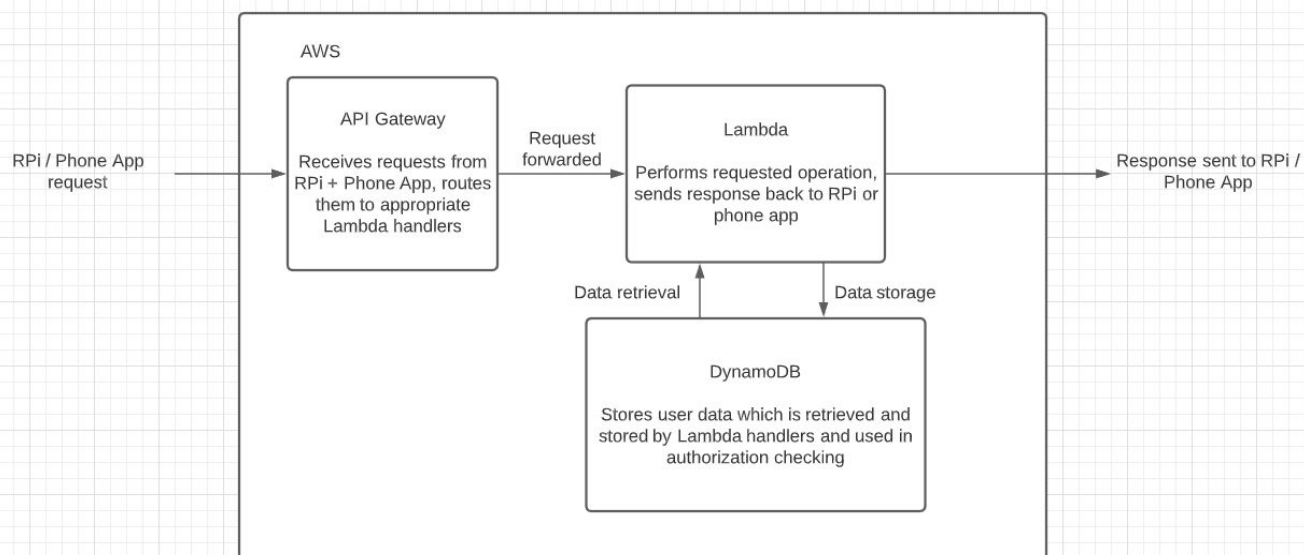 AWS
API Gateway
Receives requests from
RPi + Phone App, routes
them to appropriate
Lambda handlers
RPi / Phone App
request
Request
forwarded
Lambda
Performs requested operation,
sends response back to RPi or
phone app
Response sent to RPi /
Phone App
Data retrieval
Data storage
DynamoDB
Stores user data which is retrieved and
stored by Lambda handlers and used in
authorization checking